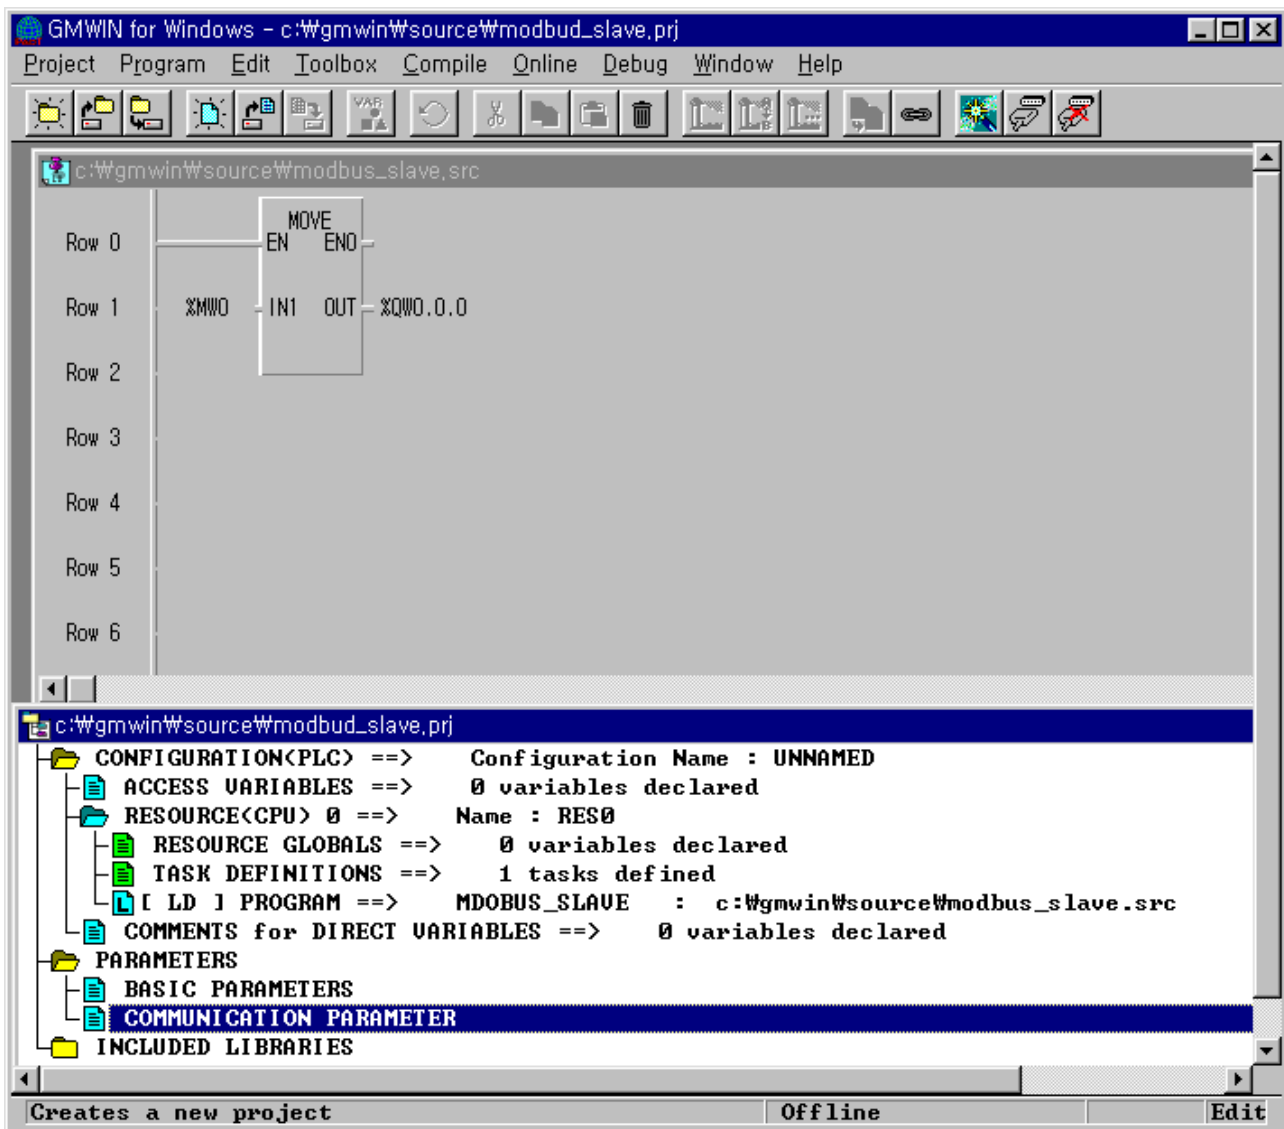 GMWIN for Windows - c:₩gmwin₩source₩modbud_slave.prj
Project Program Edit Toolbox Compile Online Debug Window Help
VAR
c:₩gmwin₩source₩modbus_slave.src
MOVE
Row 0 EN ENO
Row 1 %MW0 IN1 OUT %QW0.0.0
Row 2
Row 3
Row 4
Row 5
Row 6
c:₩gmwin₩source₩modbud_slave.prj
CONFIGURATION(PLC) ==> Configuration Name : UNNAMED
ACCESS VARIABLES ==> 0 variables declared
RESOURCE(CPU) 0 ==> Name : RES0
RESOURCE GLOBALS ==> 0 variables declared
TASK DEFINITIONS ==> 1 tasks defined
L [ LD ] PROGRAM ==> MDOBUS_SLAVE : c:₩gmwin₩source₩modbus_slave.src
COMMENTS for DIRECT VARIABLES ==> 0 variables declared
PARAMETERS
BASIC PARAMETERS
COMMUNICATION PARAMETER
INCLUDED LIBRARIES
Creates a new project Offline Edit